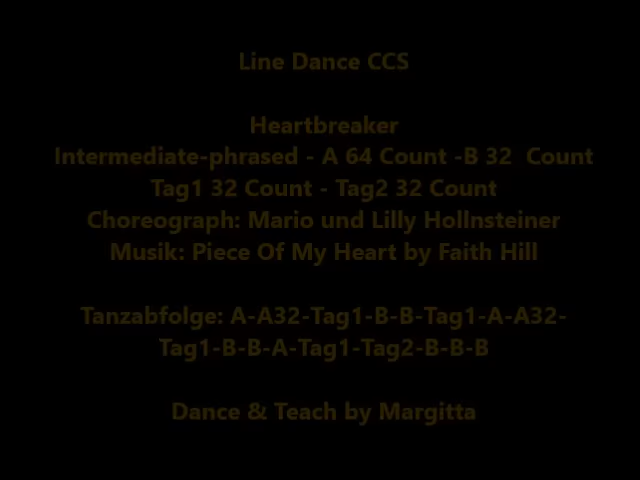 Line Dance CCS
Heartbreaker
Intermediate-phrased - A 64 Count -B 32  Count
Tag1 32 Count - Tag2 32 Count
Choreograph: Mario und Lilly Hollnsteiner
Musik: Piece Of My Heart by Faith Hill
Tanzabfolge: A-A32-Tag1-B-B-Tag1-A-A32-
Tag1-B-B-A-Tag1-Tag2-B-B-B
Dance & Teach by Margitta